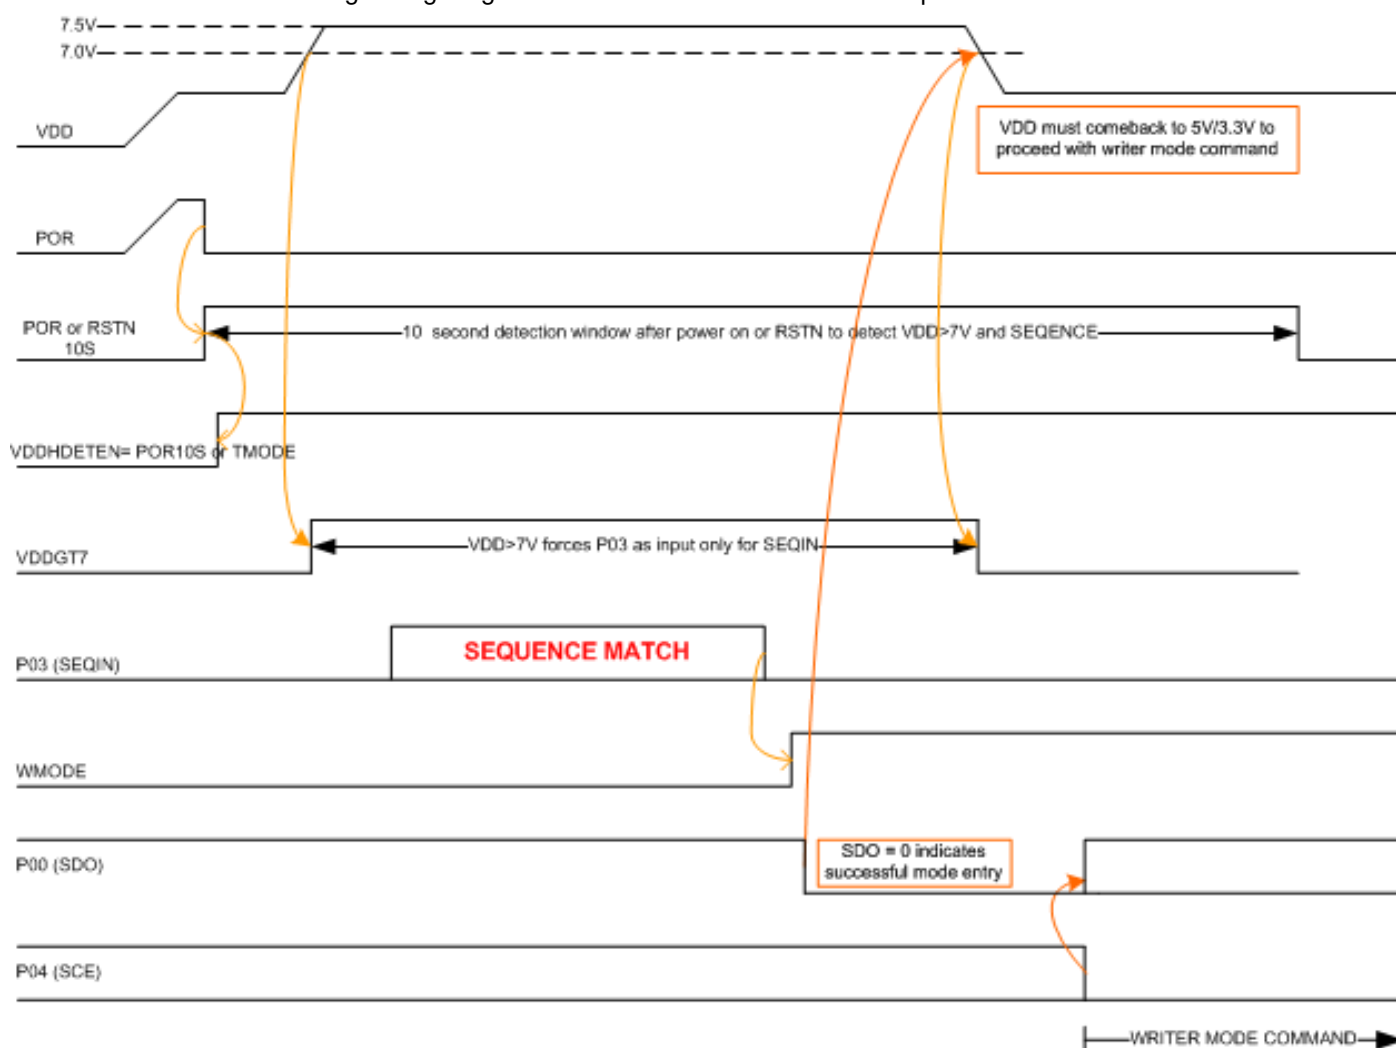 7.5V
7.0V
VDD
VDD must comeback to 5V/3.3V to
proceed with writer mode command
POR
POR or RSTN
10S
10 second detection window after power on or RSTN to detect VDD>7V and SEQENCE
VDDHDETEN= POR10S or TMODE
VDD>7V forces P03 as input only for SEQIN
VDDGT7
SEQUENCE MATCH
P03 (SEQIN)
WMODE
SDO = 0 indicates
successful mode entry
P00 (SDO)
P04 (SCE)
WRITER MODE COMMAND